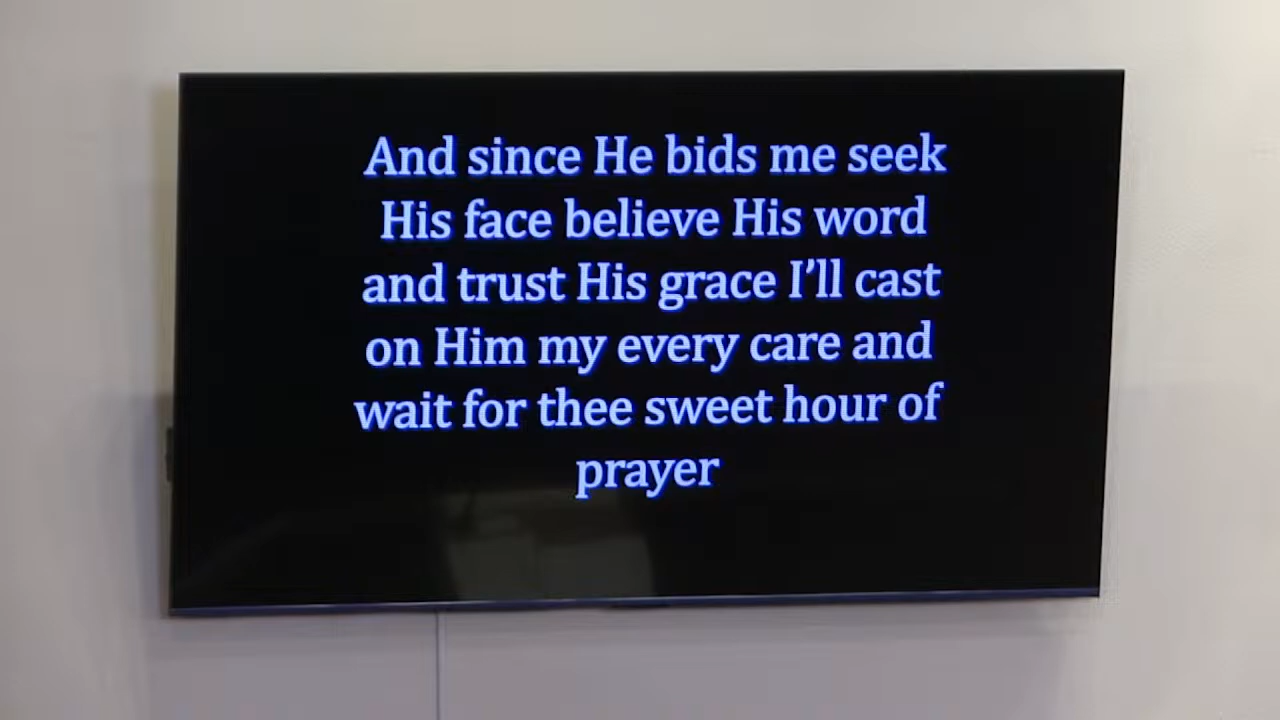 And since He bids me seek
His face believe His word
and trust His grace I’ll cast
on Him my every care and
wait for thee sweet hour of
prayer